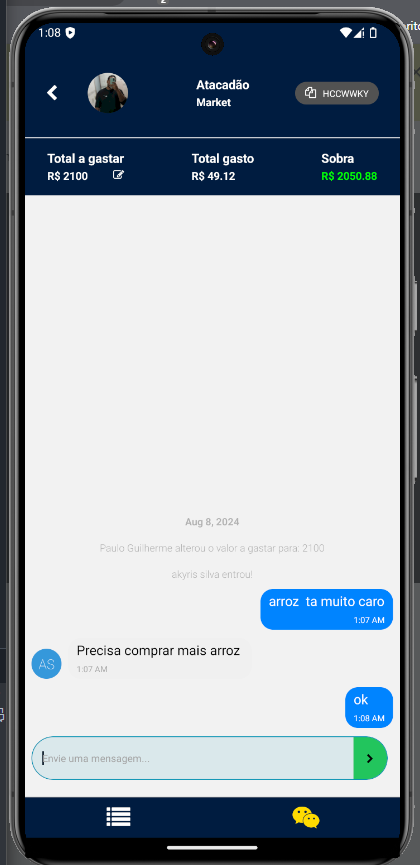 1:08
Atacadão
Market
HCCWWKY
Total a gastar
R$ 2100
Total gasto
R$ 49.12
Sobra
R$ 2050.88
Aug 8, 2024
Paulo Guilherme alterou o valor a gastar para: 2100
akyris silva entrou!
arroz  ta muito caro
1:07 AM
AS
Precisa comprar mais arroz
1:07 AM
ok
1:08 AM
Envie uma mensagem...